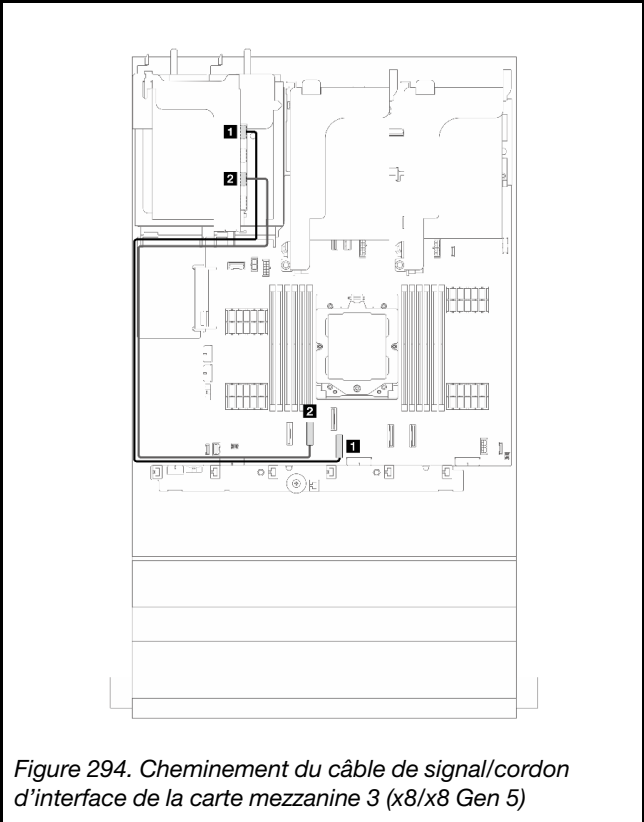 1
2
2
1
Figure 294. Cheminement du câble de signal/cordon
d’interface de la carte mezzanine 3 (x8/x8 Gen 5)